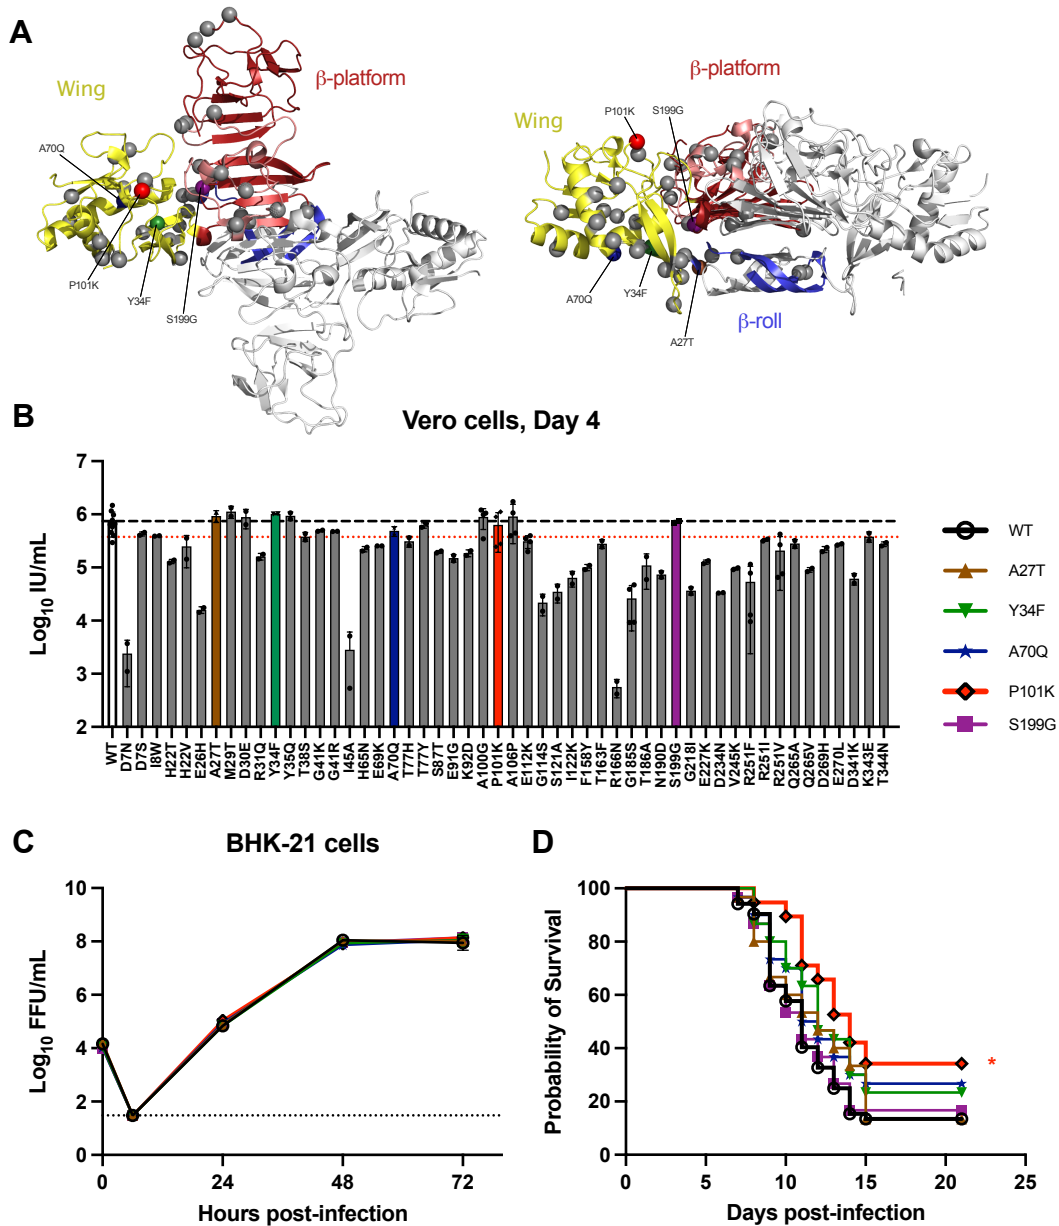 A
Wing
β-platform
A70Q
P101K
Y34F
S199G
β-platform
Wing
P101K
S199G
A70Q
Y34F
A27T
β-roll
B
Vero cells, Day 4
Log10 IU/mL
7
6
5
4
3
2
WT
D7N
D7S
I8W
H22T
H22V
E26H
A27T
M29T
D30E
R31Q
Y34F
Y35Q
T38S
G41K
G41R
I45A
H65N
E69K
A70Q
T77H
T77Y
S87T
E91G
K92D
A100G
P101K
A106P
E112K
G114S
S121A
I122K
F158Y
T163F
R166N
G185S
T186A
N190D
S199G
G218I
E227K
D234N
V245K
R251F
R251I
R251V
Q265A
Q265V
D269H
E270L
D341K
K343E
T344N
WT
A27T
Y34F
A70Q
P101K
S199G
C
BHK-21 cells
Log10 FFU/mL
10
8
6
4
2
0
0 24 48 72
Hours post-infection
D
Probability of Survival
100
80
60
40
20
0
0 5 10 15 20 25
*
Days post-infection